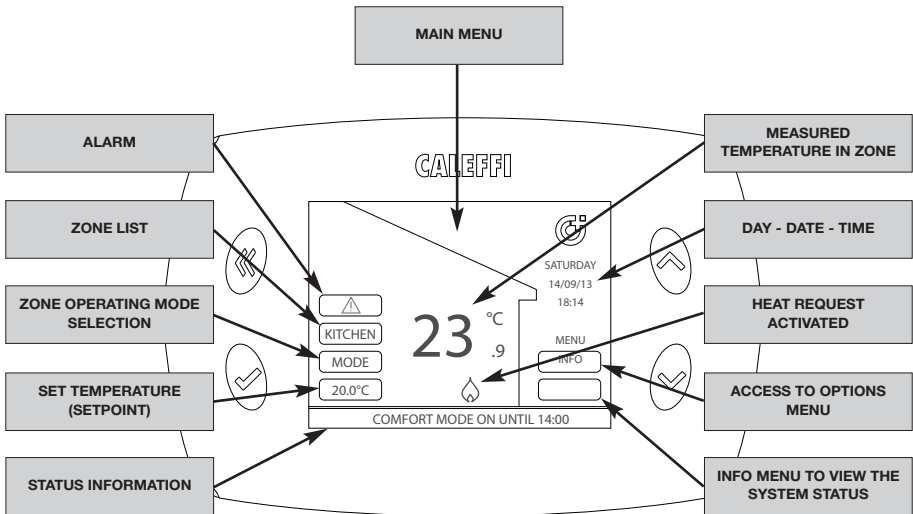 MAIN MENU
ALARM
ZONE LIST
ZONE OPERATING MODE
SELECTION
SET TEMPERATURE
(SETPOINT)
STATUS INFORMATION
CALEFFI
SATURDAY
14/09/13
18:14
KITCHEN
MODE
20.0°C
23 °C
.9
MENU
INFO
COMFORT MODE ON UNTIL 14:00
MEASURED
TEMPERATURE IN ZONE
DAY - DATE - TIME
HEAT REQUEST
ACTIVATED
ACCESS TO OPTIONS
MENU
INFO MENU TO VIEW THE
SYSTEM STATUS